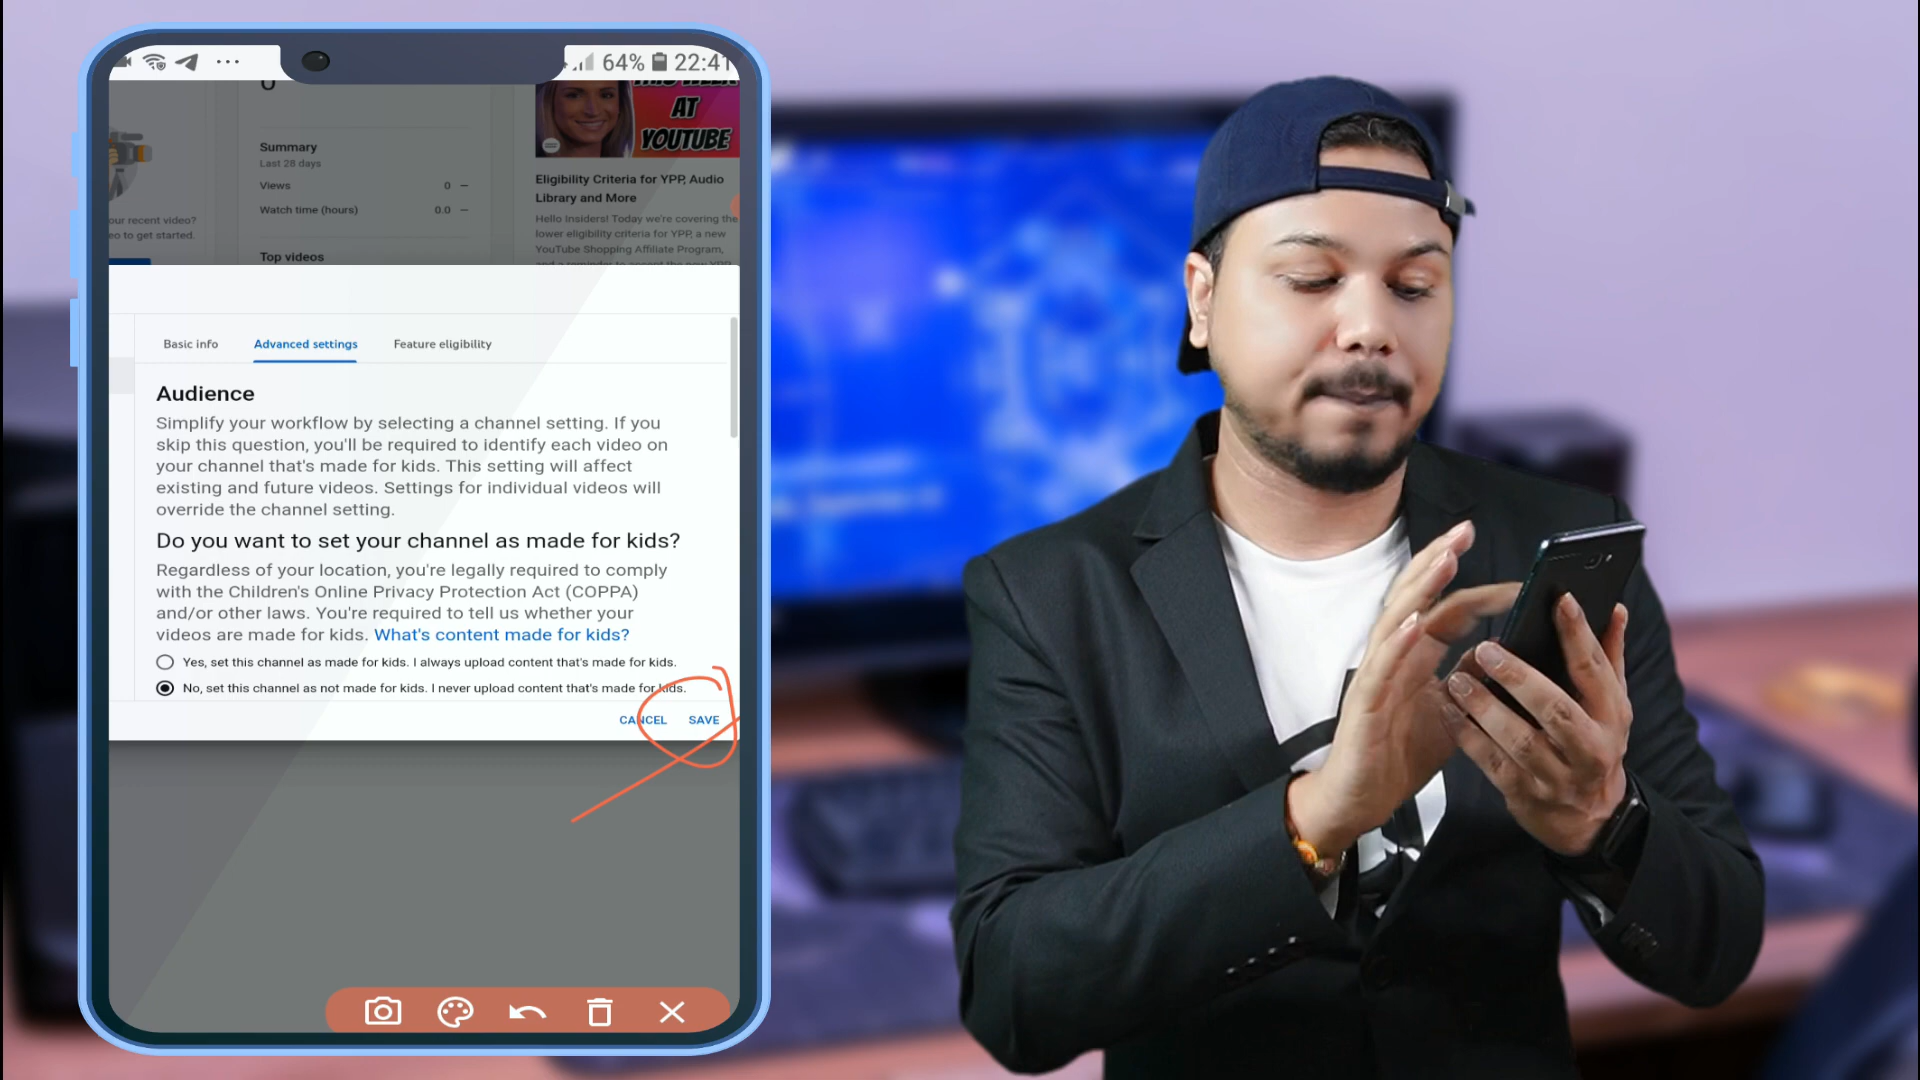 64% 22:41
THIS WEEK
AT
YOUTUBE
Summary
Last 28 days
Views 0 –
Watch time (hours) 0.0 –
Top videos
our recent video?
eo to get started.
Eligibility Criteria for YPP, Audio
Library and More
Hello Insiders! Today we're covering the
lower eligibility criteria for YPP, a new
YouTube Shopping Affiliate Program,
Basic info Advanced settings Feature eligibility
Audience
Simplify your workflow by selecting a channel setting. If you
skip this question, you'll be required to identify each video on
your channel that's made for kids. This setting will affect
existing and future videos. Settings for individual videos will
override the channel setting.
Do you want to set your channel as made for kids?
Regardless of your location, you're legally required to comply
with the Children's Online Privacy Protection Act (COPPA)
and/or other laws. You're required to tell us whether your
videos are made for kids. What's content made for kids?
Yes, set this channel as made for kids. I always upload content that's made for kids.
No, set this channel as not made for kids. I never upload content that's made for kids.
CANCEL SAVE